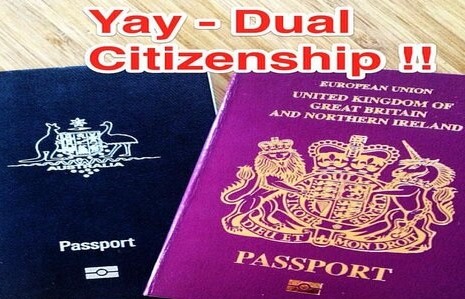 Yay - Dual
Citizenship !!
EUROPEAN UNION
UNITED KINGDOM OF
GREAT BRITAIN
AND NORTHERN IRELAND
AUSTRALIA
DIEU ET MON DROIT
Passport
PASSPORT